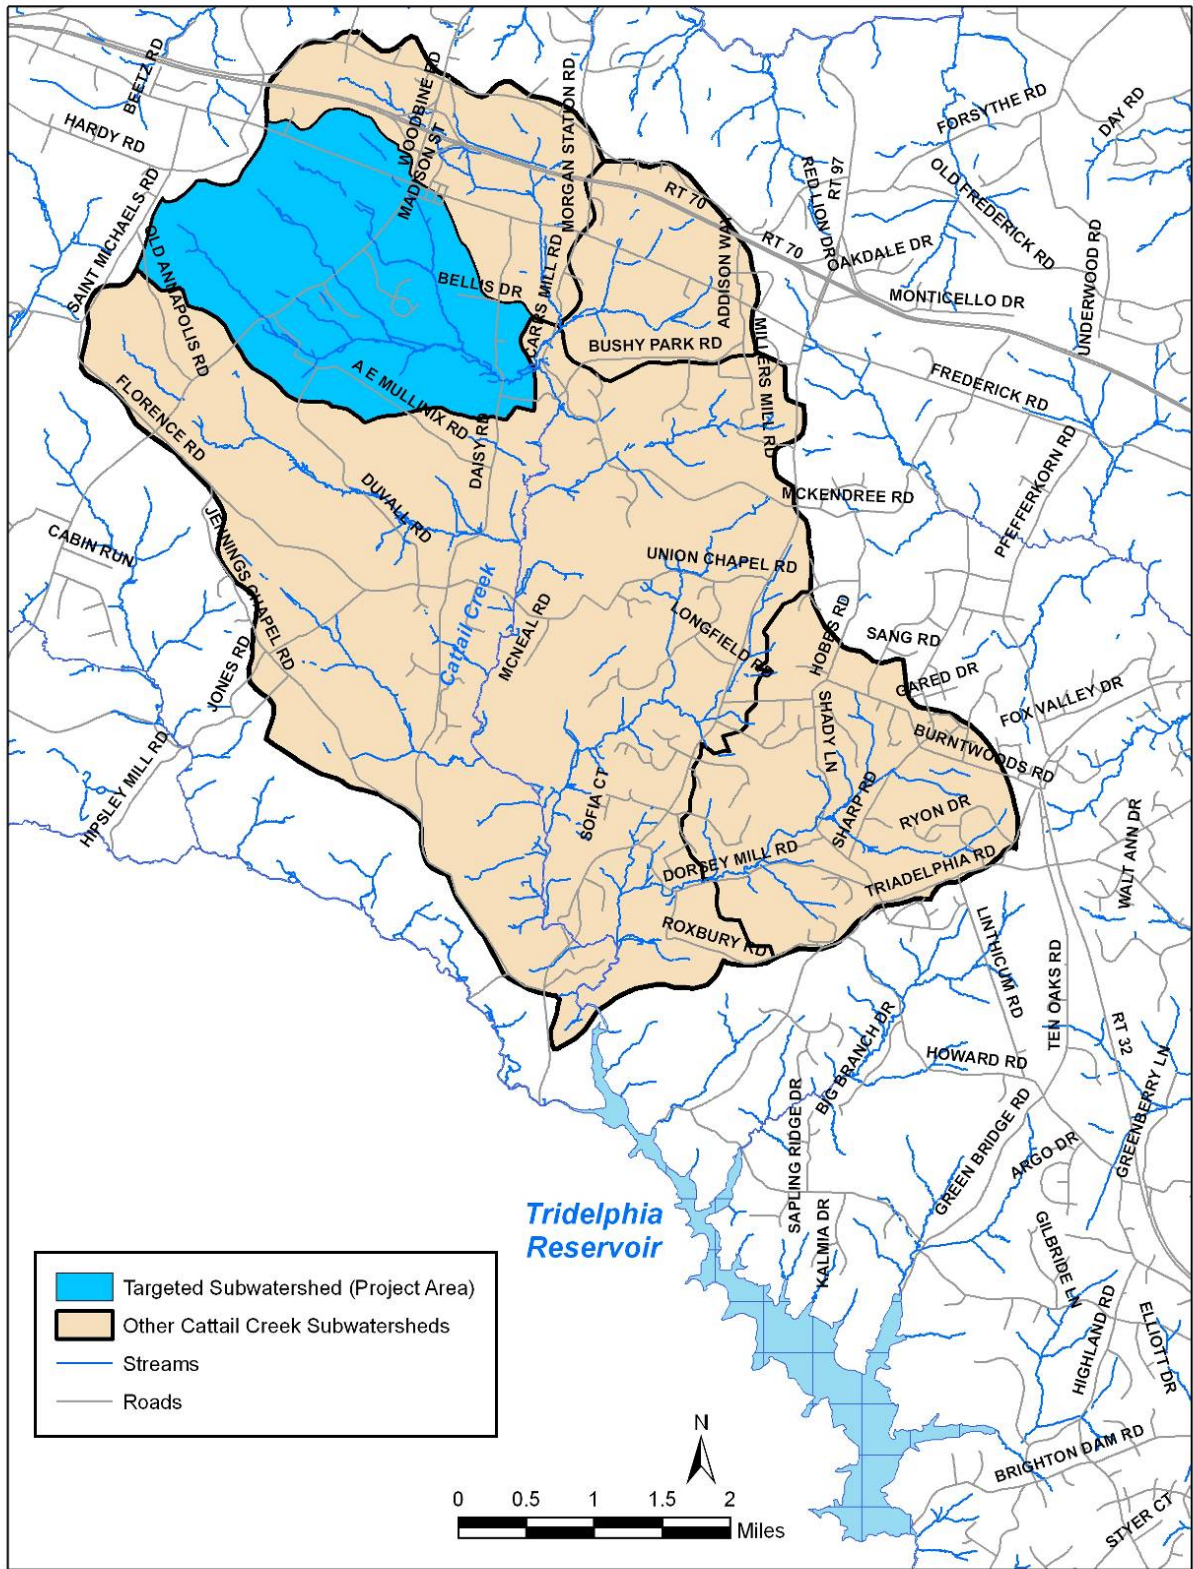 BEETZ RD
HARDY RD
WOODBINE RD
MADISON ST
MORGAN STATION RD
FORSYTHE RD
DAY RD
RED LION DR
RT 97
OLD FREDERICK RD
RT 70
RT 70
SAINT MICHAELS RD
OLD ANNAPOLIS RD
BELLIS DR
CARRS MILL RD
ADDISON WAY
OAKDALE DR
MONTICELLO DR
UNDERWOOD RD
BUSHY PARK RD
MILLERS MILL RD
FREDERICK RD
A E MULLINIX RD
FLORENCE RD
DAISY RD
DUVALL RD
MCKENDREE RD
PFEFFERKORN RD
CABIN RUN
JENNINGS CHAPEL RD
UNION CHAPEL RD
Cattail Creek
MCNEAL RD
LONGFIELD RD
HOBBS RD
SANG RD
JONES RD
GARED DR
FOX VALLEY DR
HIPSLEY MILL RD
SHADY LN
BURNTWOODS RD
SOFIA CT
SHARP RD
RYON DR
WALT ANN DR
DORSEY MILL RD
TRIADELPHIA RD
ROXBURY RD
LINTHICUM RD
TEN OAKS RD
RT 32
BIG BRANCH DR
HOWARD RD
GREENBERRY LN
SAPLING RIDGE DR
GREEN BRIDGE RD
ARGO DR
KALMIA DR
Tridelphia
Reservoir
GILBRIDE LN
HIGHLAND RD
ELLIOTT DR
BRIGHTON DAM RD
STYER CT
Targeted Subwatershed (Project Area)
Other Cattail Creek Subwatersheds
Streams
Roads
N
0 0.5 1 1.5 2
Miles